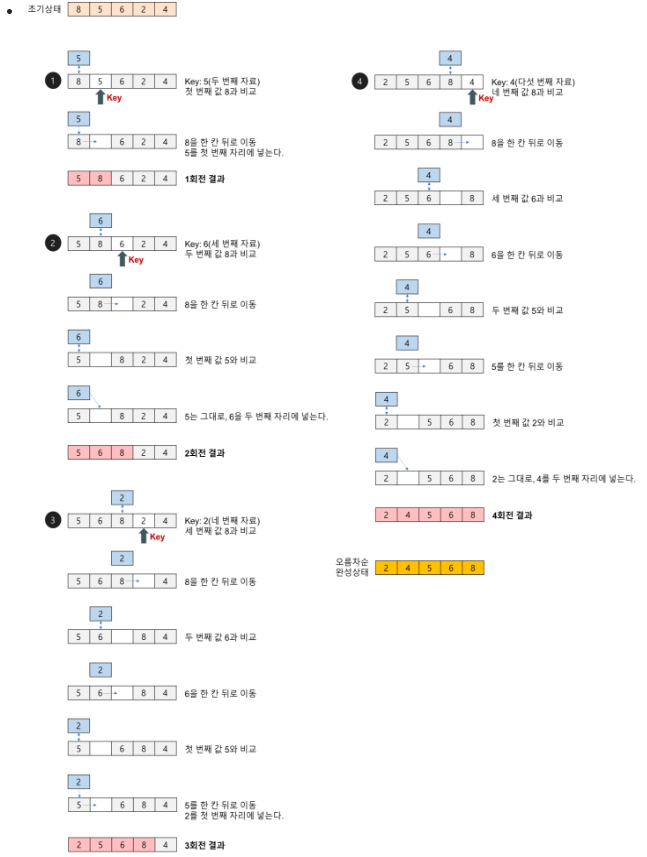 초기상태 8 5 6 2 4
5
1 8 5 6 2 4 Key: 5(두 번째 자료)
첫 번째 값 8과 비교
Key
5
8 6 2 4 8을 한 칸 뒤로 이동
5를 첫 번째 자리에 넣는다.
5 8 6 2 4 1회전 결과
6
2 5 8 6 2 4 Key: 6(세 번째 자료)
두 번째 값 8과 비교
Key
6
5 8 2 4 8을 한 칸 뒤로 이동
6
5 8 2 4 첫 번째 값 5와 비교
6
5 8 2 4 5는 그대로, 6을 두 번째 자리에 넣는다.
5 6 8 2 4 2회전 결과
2
3 5 6 8 2 4 Key: 2(네 번째 자료)
세 번째 값 8과 비교
Key
2
5 6 8 4 8을 한 칸 뒤로 이동
2
5 6 8 4 두 번째 값 6과 비교
2
5 6 8 4 6을 한 칸 뒤로 이동
2
5 6 8 4 첫 번째 값 5와 비교
2
5 6 8 4 5를 한 칸 뒤로 이동
2를 첫 번째 자리에 넣는다.
2 5 6 8 4 3회전 결과
4
4 2 5 6 8 4 Key: 4(다섯 번째 자료)
네 번째 값 8과 비교
Key
4
2 5 6 8 8을 한 칸 뒤로 이동
4
2 5 6 8 세 번째 값 6과 비교
4
2 5 6 8 6을 한 칸 뒤로 이동
4
2 5 6 8 두 번째 값 5와 비교
4
2 5 6 8 5를 한 칸 뒤로 이동
4
2 5 6 8 첫 번째 값 2와 비교
4
2 5 6 8 2는 그대로, 4를 두 번째 자리에 넣는다.
2 4 5 6 8 4회전 결과
오름차순
완성상태 2 4 5 6 8